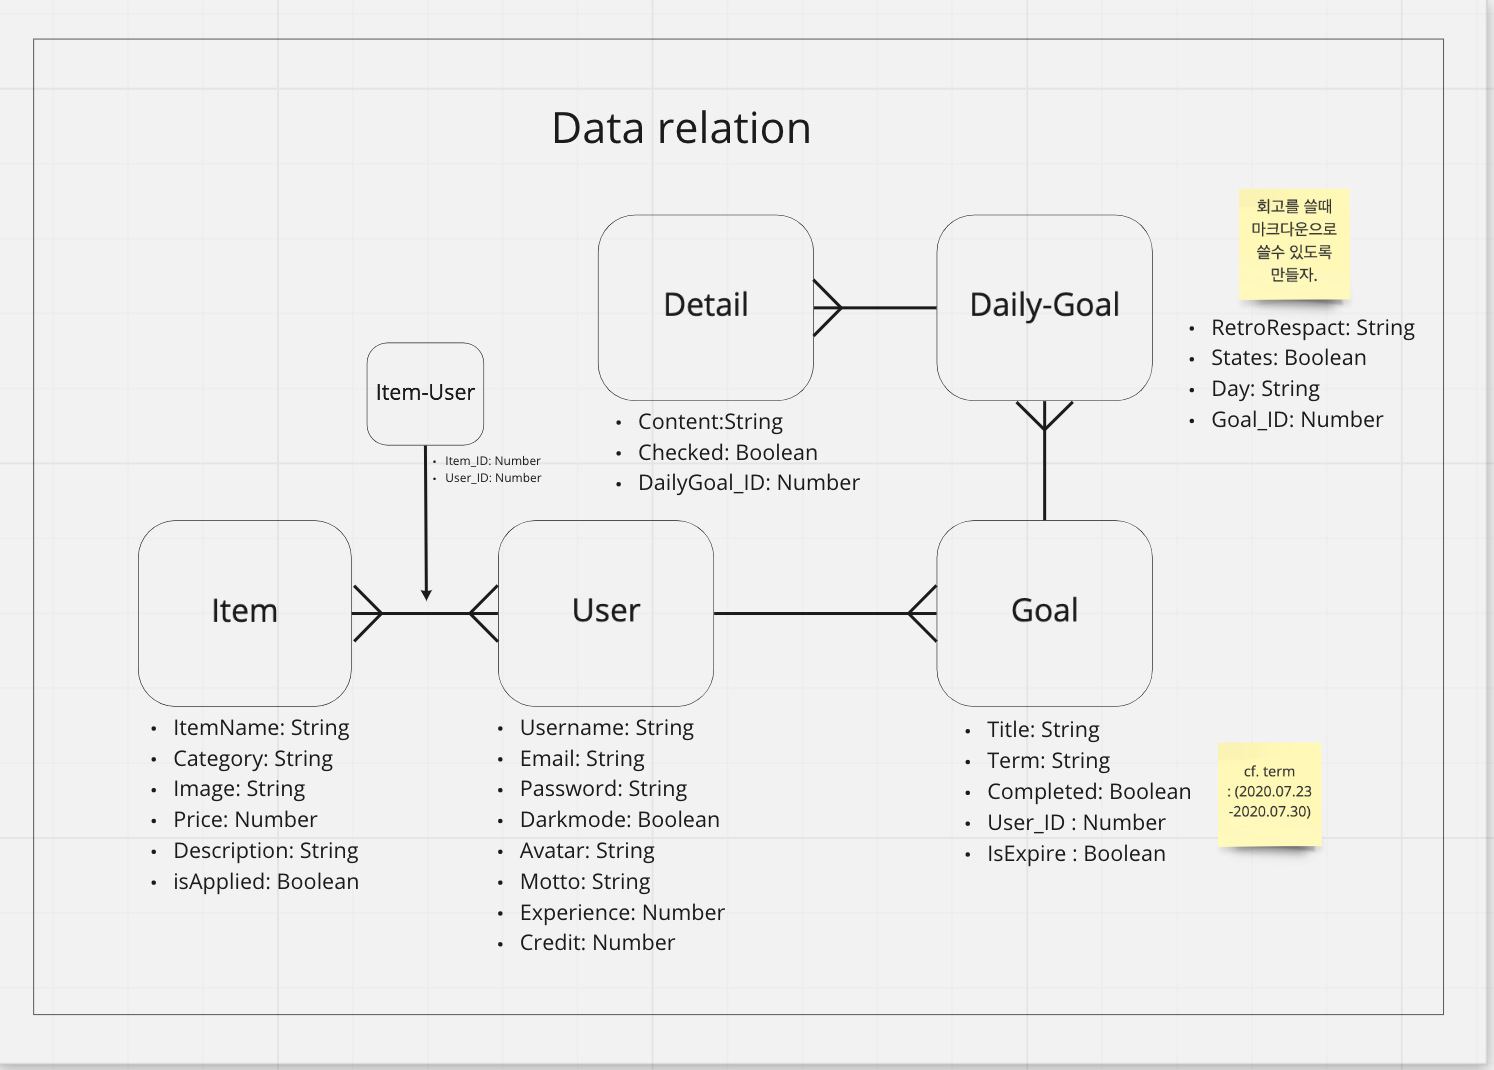 Data relation
회고를 쓸때
마크다운으로
쓸수 있도록
만들자.
Detail
Daily-Goal
• RetroRespact: String
• States: Boolean
• Day: String
• Goal_ID: Number
Item-User
• Content:String
• Checked: Boolean
• DailyGoal_ID: Number
• Item_ID: Number
• User_ID: Number
Item
User
Goal
• ItemName: String
• Category: String
• Image: String
• Price: Number
• Description: String
• isApplied: Boolean
• Username: String
• Email: String
• Password: String
• Darkmode: Boolean
• Avatar: String
• Motto: String
• Experience: Number
• Credit: Number
• Title: String
• Term: String
• Completed: Boolean
• User_ID : Number
• IsExpire : Boolean
cf. term
: (2020.07.23
-2020.07.30)